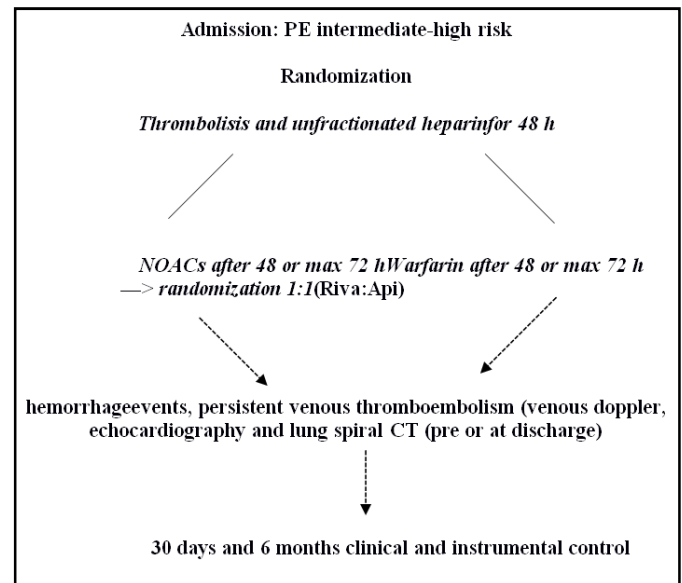 Admission: PE intermediate-high risk
Randomization
Thrombolisis and unfractionated heparinfor 48 h
NOACs after 48 or max 72 hWarfarin after 48 or max 72 h
—> randomization 1:1(Riva:Api)
hemorrhageevents, persistent venous thromboembolism (venous doppler,
echocardiography and lung spiral CT (pre or at discharge)
30 days and 6 months clinical and instrumental control